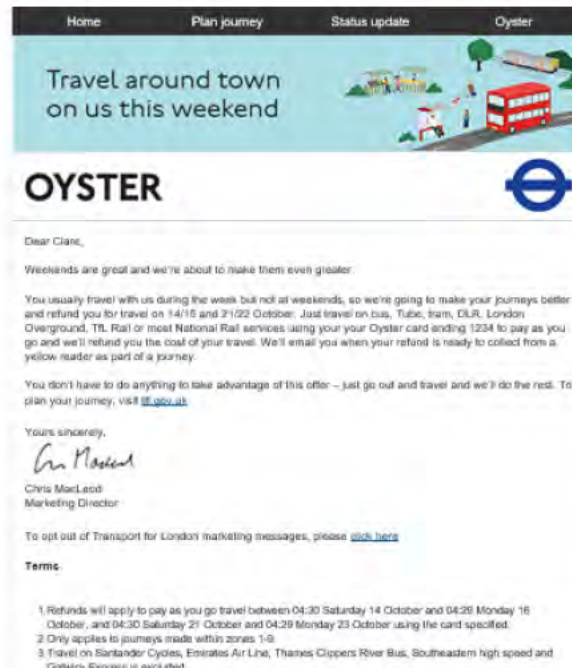 Home Plan journey Status update Oyster
Travel around town
on us this weekend
OYSTER
Dear Clare,
Weekends are great and we're about to make them even greater.
You usually travel with us during the week but not at weekends, so we're going to make your journeys better
and refund you for travel on 14/15 and 21/22 October. Just travel on bus, Tube, tram, DLR, London
Overground, TfL Rail or most National Rail services using your your Oyster card ending 1234 to pay as you
go and we'll refund you the cost of your travel. We'll email you when your refund is ready to collect from a
yellow reader as part of a journey.
You don't have to do anything to take advantage of this offer – just go out and travel and we'll do the rest. To
plan your journey, visit tfl.gov.uk
Yours sincerely,
Chris MacLeod
Marketing Director
To opt out of Transport for London marketing messages, please click here
Terms
1 Refunds will apply to pay as you go travel between 04:30 Saturday 14 October and 04:29 Monday 16
October, and 04:30 Saturday 21 October and 04:29 Monday 23 October using the card specified.
2 Only applies to journeys made within zones 1-9.
3 Travel on Santander Cycles, Emirates Air Line, Thames Clippers River Bus, Southeastern high speed and
Gatwick Express is excluded